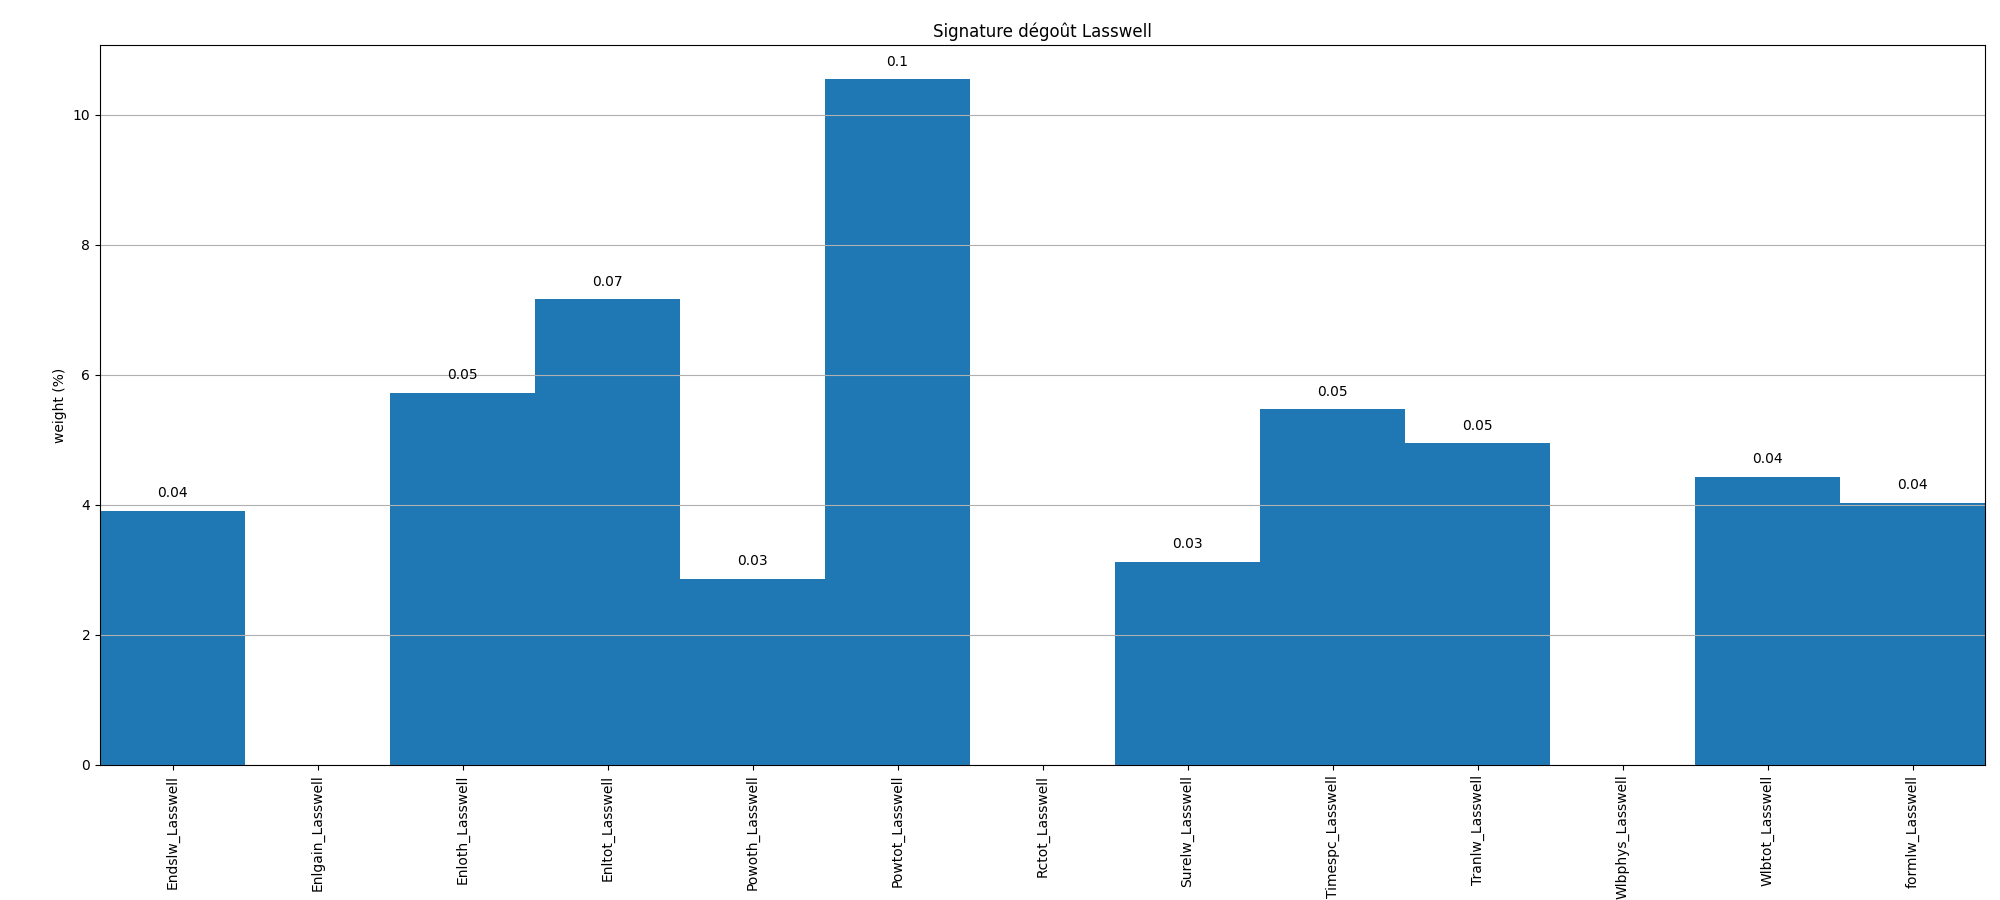 Signature dégoût Lasswell
weight (%)
10
8
6
4
2
0
0.04
0.05
0.07
0.03
0.1
0.03
0.05
0.05
0.04
0.04
Endslw_Lasswell
Enlgain_Lasswell
Enloth_Lasswell
Enltot_Lasswell
Powoth_Lasswell
Powtot_Lasswell
Rctot_Lasswell
Surelw_Lasswell
Timespc_Lasswell
Tranlw_Lasswell
Wlbphys_Lasswell
Wlbtot_Lasswell
formlw_Lasswell